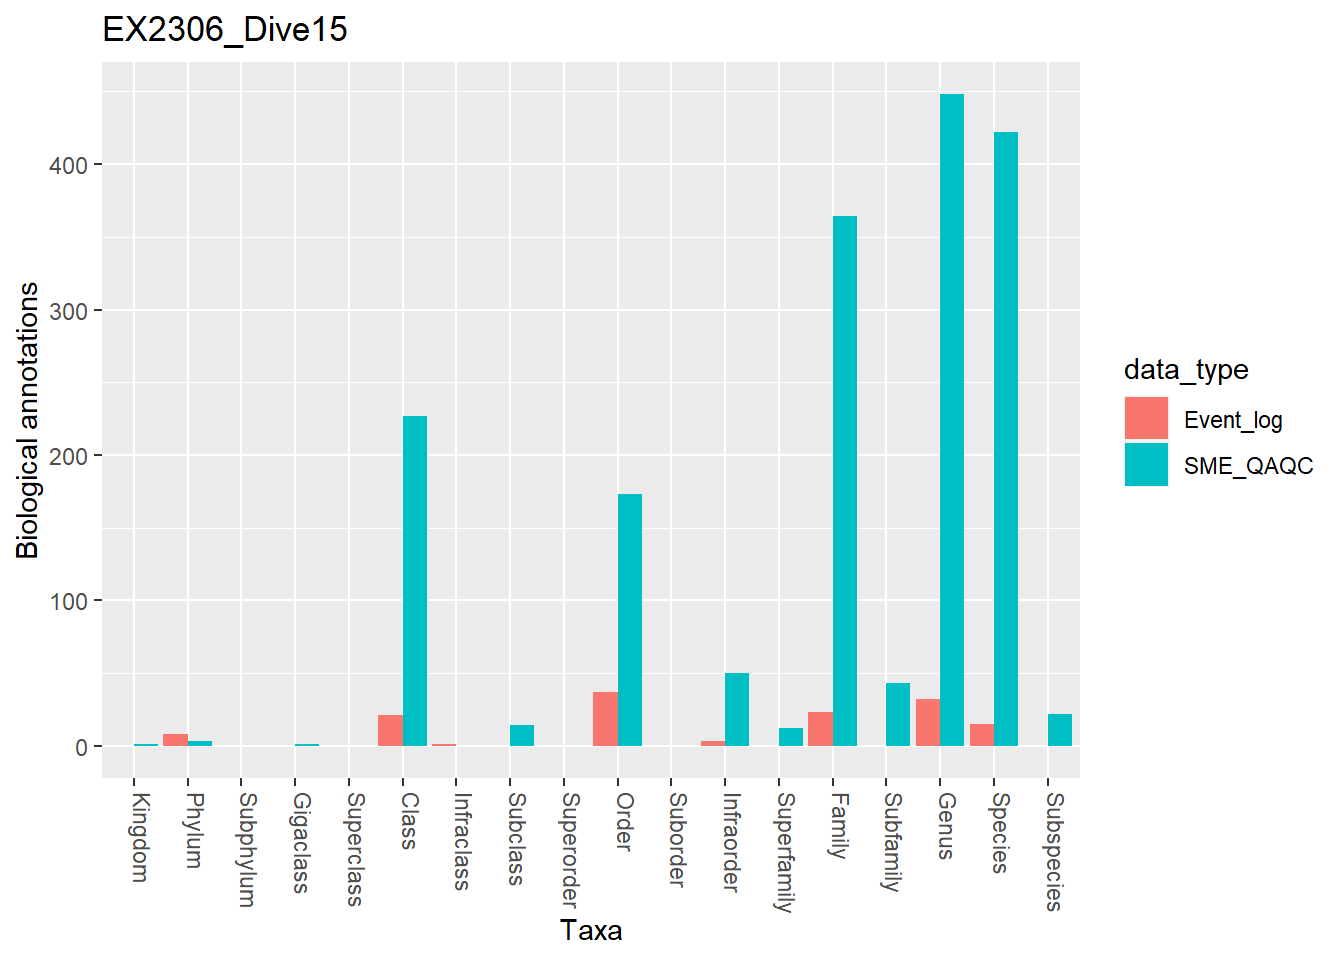 EX2306_Dive15
Biological annotations
400
300
200
100
0
Kingdom
Phylum
Subphylum
Gigaclass
Superclass
Class
Infraclass
Subclass
Superorder
Order
Suborder
Infraorder
Superfamily
Family
Subfamily
Genus
Species
Subspecies
Taxa
data_type
Event_log
SME_QAQC